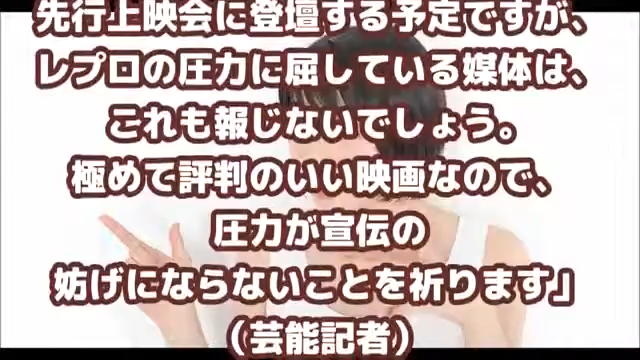 先行上映会に登壇する予定ですが、
レプロの圧力に屈している媒体は、
これも報じないでしょう。
極めて評判のいい映画なので、
圧力が宣伝の
妨げにならないことを祈ります」
（芸能記者）